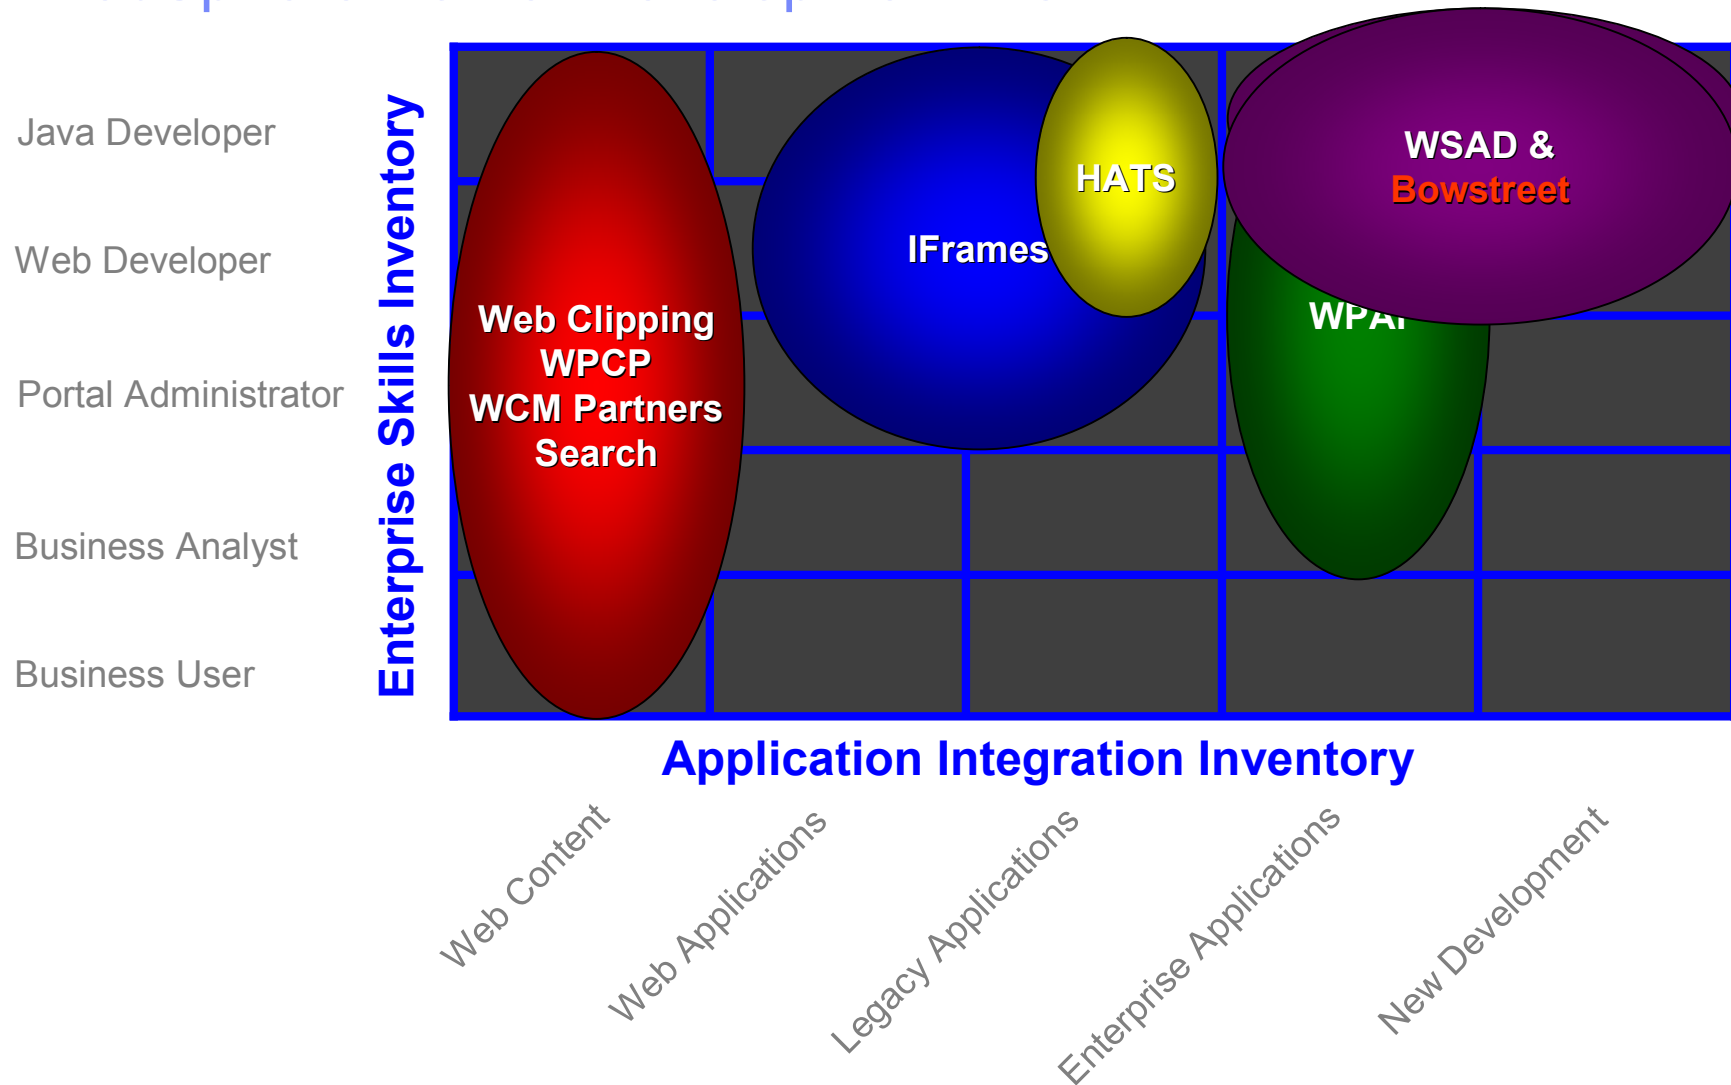 Java Developer
Web Developer
Portal Administrator
Business Analyst
Business User
Enterprise Skills Inventory
Web Clipping
WPCP
WCM Partners
Search
IFrames
HATS
WSAD &
Bowstreet
Application Integration Inventory
Web Content
Web Applications
Legacy Applications
Enterprise Applications
New Development